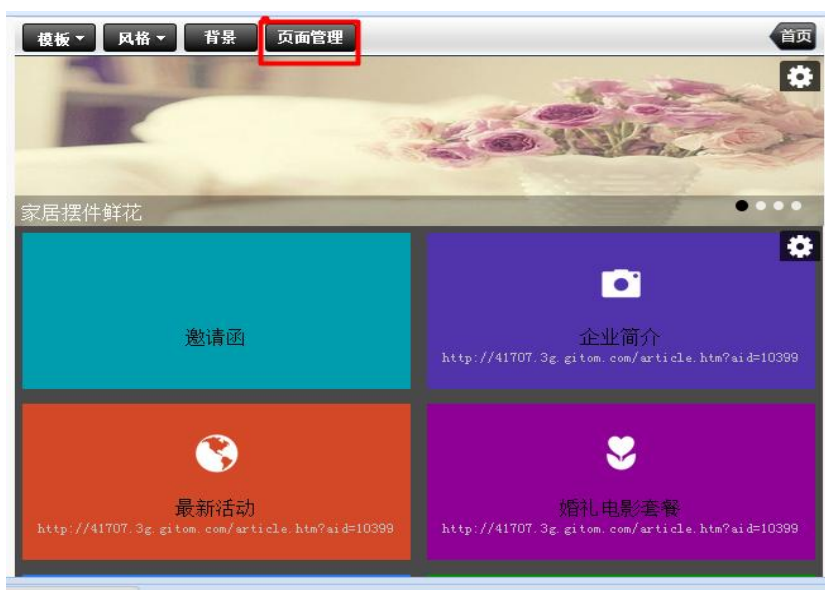 模板 风格 背景 页面管理 首页
家居摆件鲜花
邀请函
企业简介
http://41707.3g.gitom.com/article.htm?aid=10399
最新活动
http://41707.3g.gitom.com/article.htm?aid=10399
婚礼电影套餐
http://41707.3g.gitom.com/article.htm?aid=10399